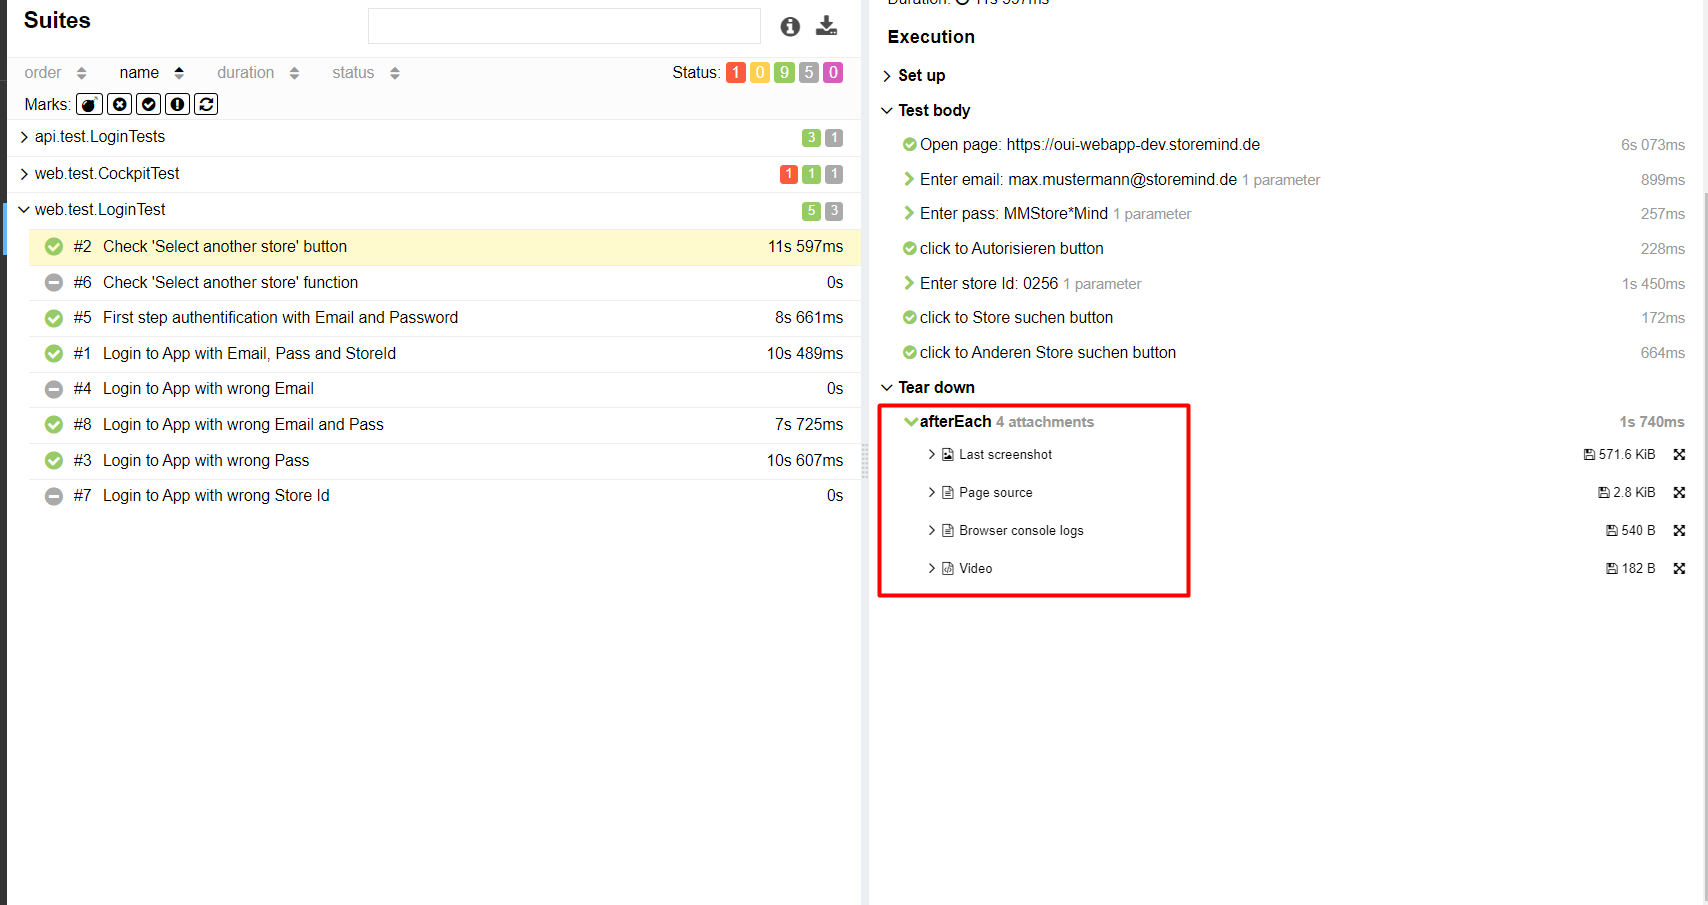 Suites
order name duration status Status: 1 0 9 5 0
Marks:
api.test.LoginTests 3 1
web.test.CockpitTest 1 1 1
web.test.LoginTest 5 3
#2 Check 'Select another store' button 11s 597ms
#6 Check 'Select another store' function 0s
#5 First step authentification with Email and Password 8s 661ms
#1 Login to App with Email, Pass and StoreId 10s 489ms
#4 Login to App with wrong Email 0s
#8 Login to App with wrong Email and Pass 7s 725ms
#3 Login to App with wrong Pass 10s 607ms
#7 Login to App with wrong Store Id 0s
Duration: 11s 597ms
Execution
Set up
Test body
Open page: https://oui-webapp-dev.storemind.de 6s 073ms
Enter email: max.mustermann@storemind.de 1 parameter 899ms
Enter pass: MMStore*Mind 1 parameter 257ms
click to Autorisieren button 228ms
Enter store Id: 0256 1 parameter 1s 450ms
click to Store suchen button 172ms
click to Anderen Store suchen button 664ms
Tear down
afterEach 4 attachments 1s 740ms
Last screenshot 571.6 KiB
Page source 2.8 KiB
Browser console logs 540 B
Video 182 B